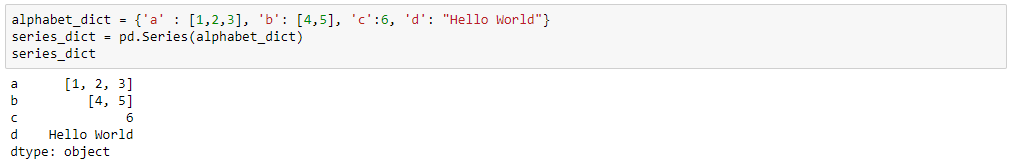 alphabet_dict = {'a' : [1,2,3], 'b': [4,5], 'c':6, 'd': "Hello World"}
series_dict = pd.Series(alphabet_dict)
series_dict
a      [1, 2, 3]
b         [4, 5]
c              6
d    Hello World
dtype: object